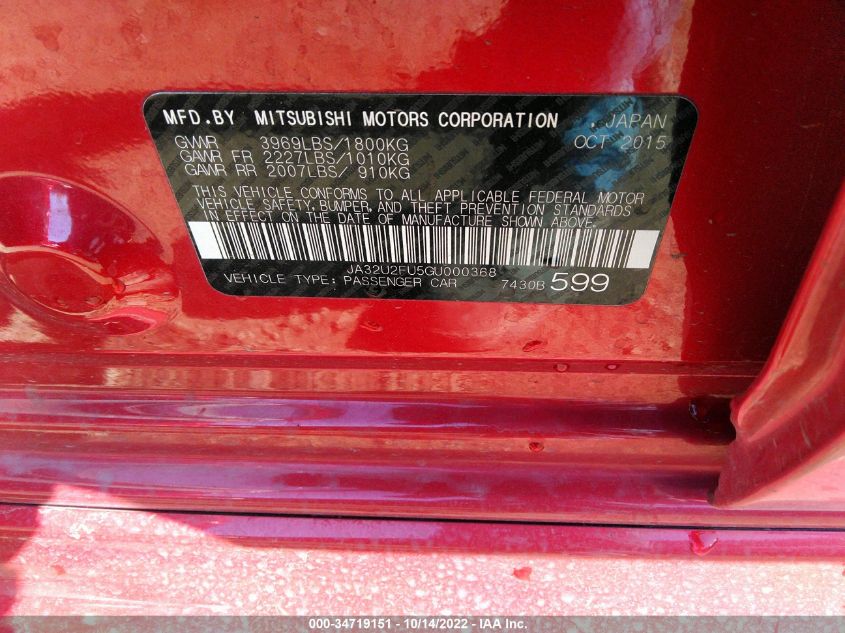 MFD.BY MITSUBISHI MOTORS CORPORATION , JAPAN
GVWR 3969LBS/1800KG OCT 2015
GAWR FR 2227LBS/1010KG
GAWR RR 2007LBS/ 910KG
THIS VEHICLE CONFORMS TO ALL APPLICABLE FEDERAL MOTOR
VEHICLE SAFETY, BUMPER, AND THEFT PREVENTION STANDARDS
IN EFFECT ON THE DATE OF MANUFACTURE SHOWN ABOVE.
JA32U2FU5GU000368
VEHICLE TYPE: PASSENGER CAR 7430B 599
000-34719151 - 10/14/2022 - IAA Inc.